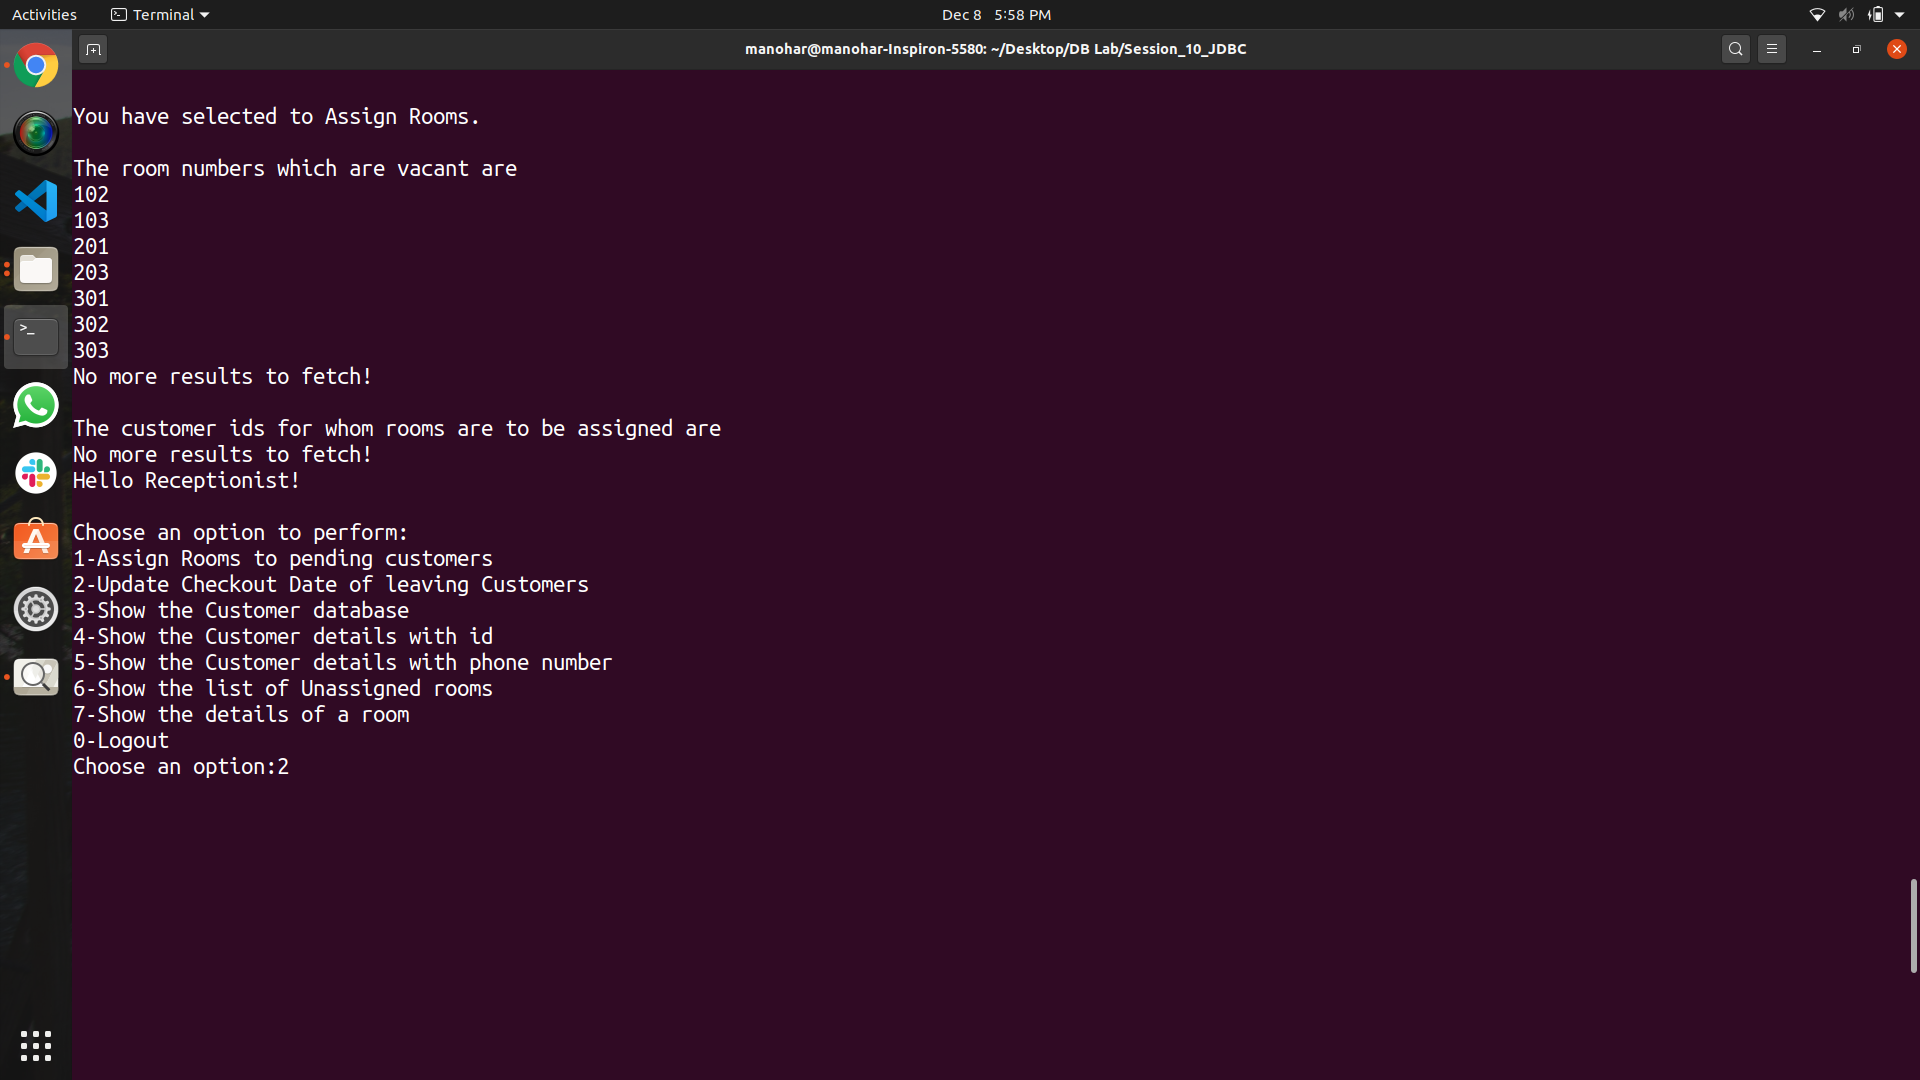 Activities
Terminal
Dec 8 5:58 PM
manohar@manohar-Inspiron-5580: ~/Desktop/DB Lab/Session_10_JDBC
You have selected to Assign Rooms.
The room numbers which are vacant are
102
103
201
203
301
302
303
No more results to fetch!
The customer ids for whom rooms are to be assigned are
No more results to fetch!
Hello Receptionist!
Choose an option to perform:
1-Assign Rooms to pending customers
2-Update Checkout Date of leaving Customers
3-Show the Customer database
4-Show the Customer details with id
5-Show the Customer details with phone number
6-Show the list of Unassigned rooms
7-Show the details of a room
0-Logout
Choose an option:2